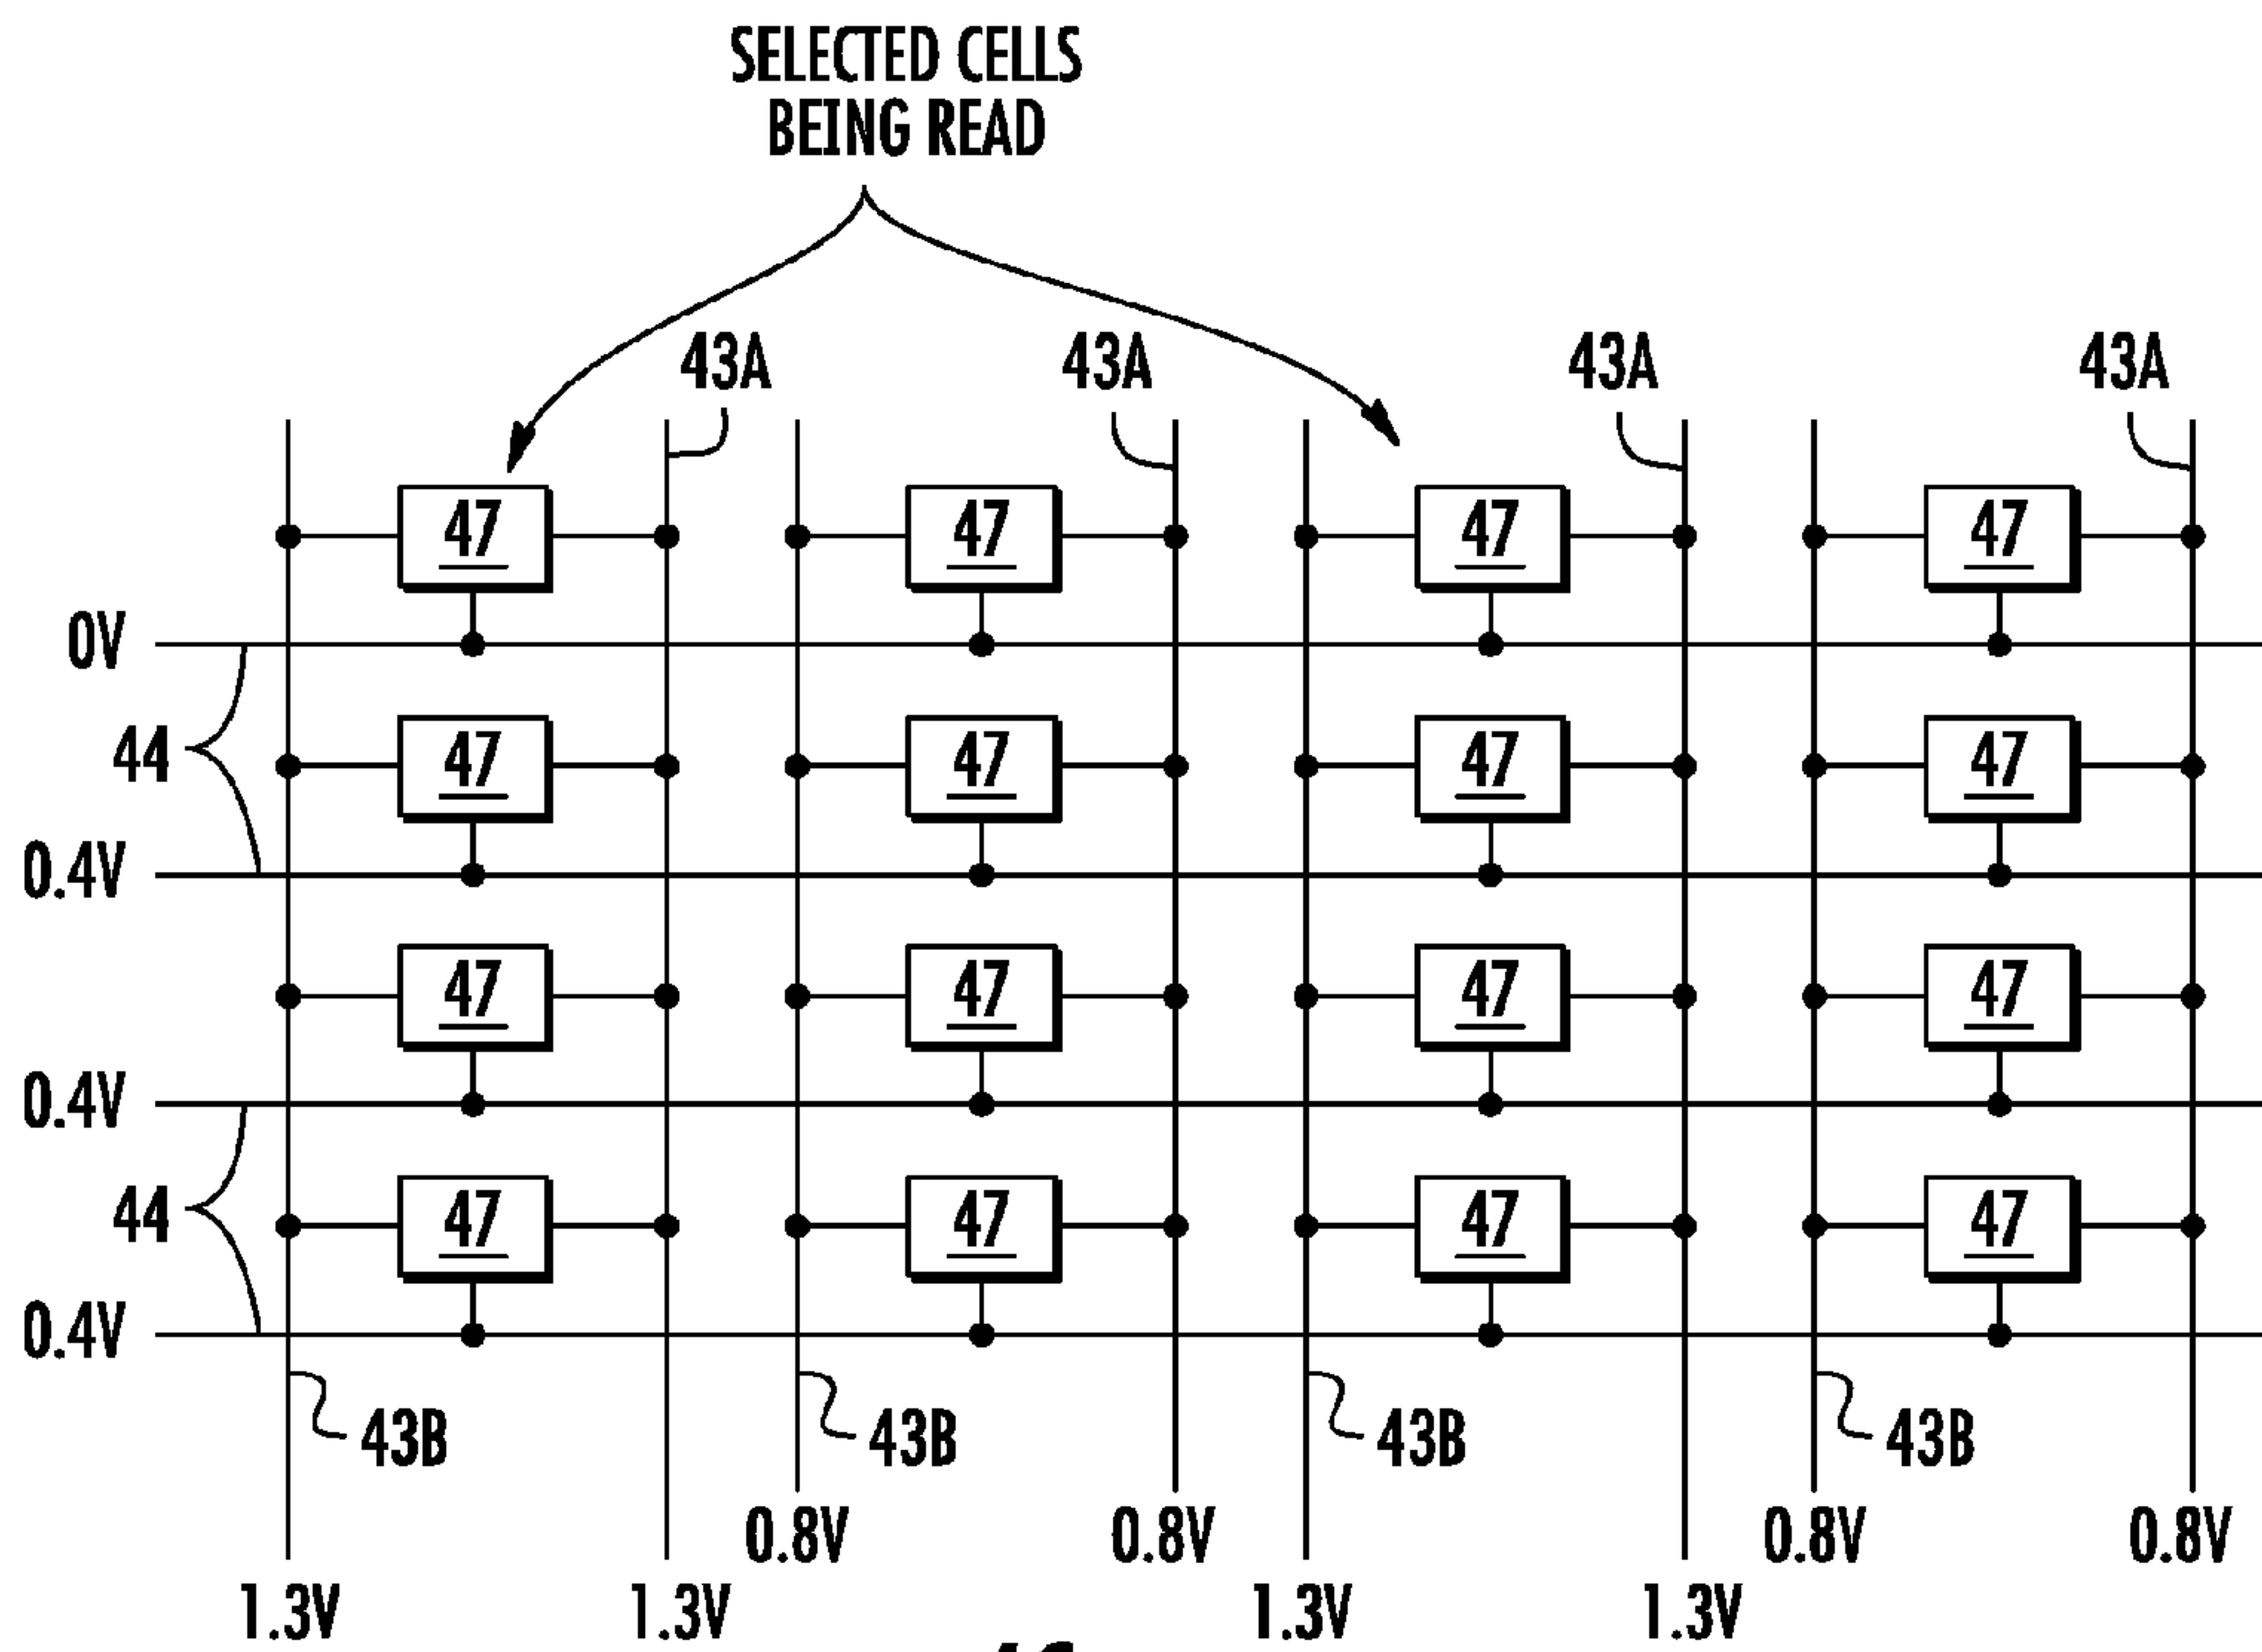 SELECTED CELLS
BEING READ
43A 43A 43A 43A
47 47 47 47
0V
44
47 47 47 47
0.4V
47 47 47 47
0.4V
44
47 47 47 47
0.4V
43B 43B 43B 43B
0.8V 0.8V 0.8V 0.8V
1.3V 1.3V 1.3V 1.3V